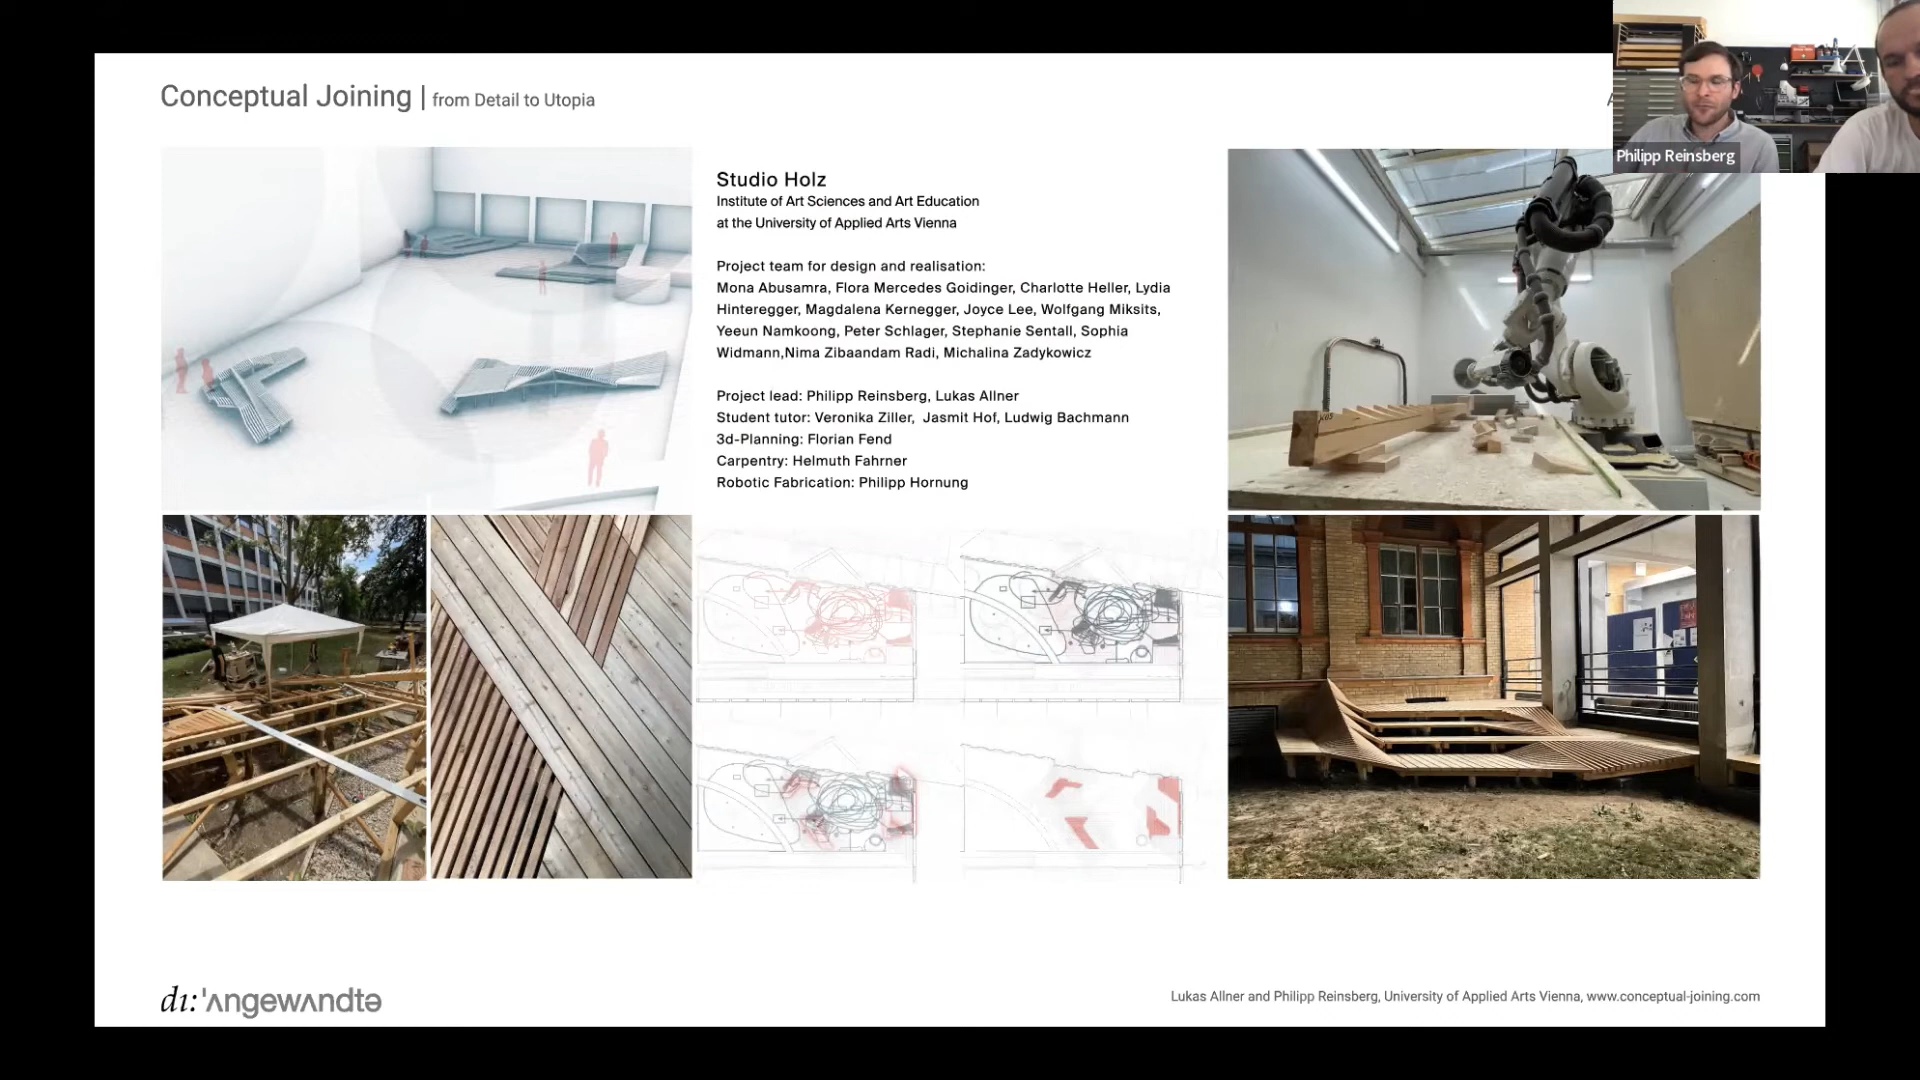 Conceptual Joining | from Detail to Utopia
Philipp Reinsberg
Studio Holz
Institute of Art Sciences and Art Education
at the University of Applied Arts Vienna
Project team for design and realisation:
Mona Abusamra, Flora Mercedes Goidinger, Charlotte Heller, Lydia
Hinteregger, Magdalena Kernegger, Joyce Lee, Wolfgang Miksits,
Yeeun Namkoong, Peter Schlager, Stephanie Sentall, Sophia
Widmann,Nima Zibaandam Radi, Michalina Zadykowicz
Project lead: Philipp Reinsberg, Lukas Allner
Student tutor: Veronika Ziller, Jasmit Hof, Ludwig Bachmann
3d-Planning: Florian Fend
Carpentry: Helmuth Fahrner
Robotic Fabrication: Philipp Hornung
dı:'ʌngewʌndtə
Lukas Allner and Philipp Reinsberg, University of Applied Arts Vienna, www.conceptual-joining.com